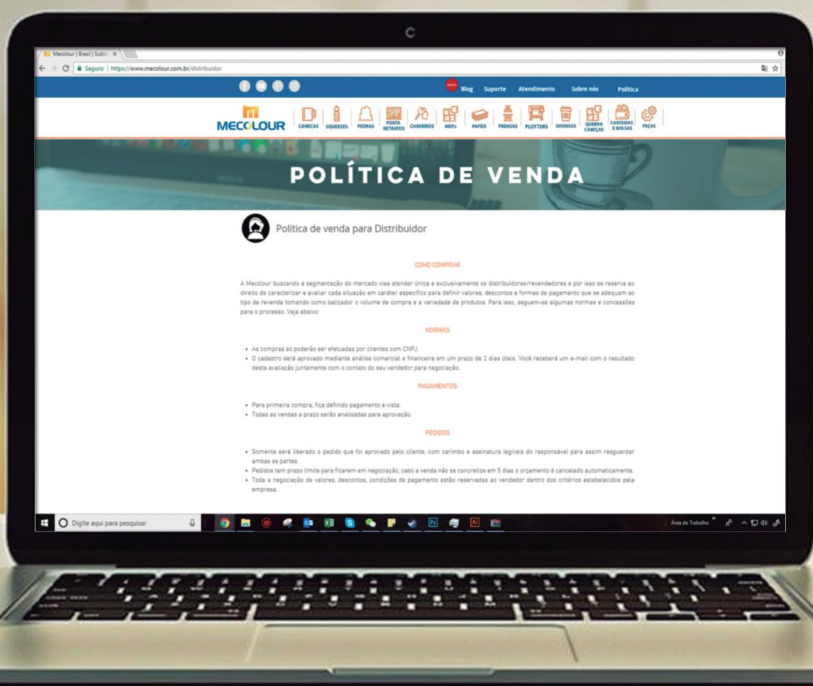 Mecolour | Brasil | Subli
Seguro | https://www.mecolour.com.br/distribuidor
Blog Suporte Atendimento Sobre nós Política
MECOLOUR
CANECAS SQUEEZES PEDRAS PORTA RETRATOS CHAVEIROS MDFs PAPEIS PRENSAS PLOTTERS DIVERSOS QUEBRA CABEÇAS CARTEIRAS E BOLSAS PEÇAS
POLÍTICA DE VENDA
Política de venda para Distribuidor
COMO COMPRAR
A Mecolour buscando a segmentação do mercado visa atender única e exclusivamente os distribuidores/revendedores e por isso se reserva ao
direito de caracterizar e avaliar cada situação em caráter específico para definir valores, descontos e formas de pagamento que se adequam ao
tipo de revenda tomando como balizador o volume de compra e a variedade de produtos. Para isso, seguem-se algumas normas e concessões
para o processo. Veja abaixo:
NORMAS
• As compras só poderão ser efetuadas por clientes com CNPJ.
• O cadastro será aprovado mediante análise comercial e financeira em um prazo de 2 dias úteis. Você receberá um e-mail com o resultado
desta avaliação juntamente com o contato do seu vendedor para negociação.
PAGAMENTOS
• Para primeira compra, fica definido pagamento a vista.
• Todas as vendas a prazo serão analisadas para aprovação.
PEDIDOS
• Somente será liberado o pedido que foi aprovado pelo cliente, com carimbo e assinatura legíveis do responsável para assim resguardar
ambas as partes.
• Pedidos tem prazo limite para ficarem em negociação, caso a venda não se concretize em 5 dias o orçamento é cancelado automaticamente.
• Toda a negociação de valores, descontos, condições de pagamento estão reservadas ao vendedor dentro dos critérios estabelecidos pela
empresa.
Digite aqui para pesquisar
Área de Trabalho